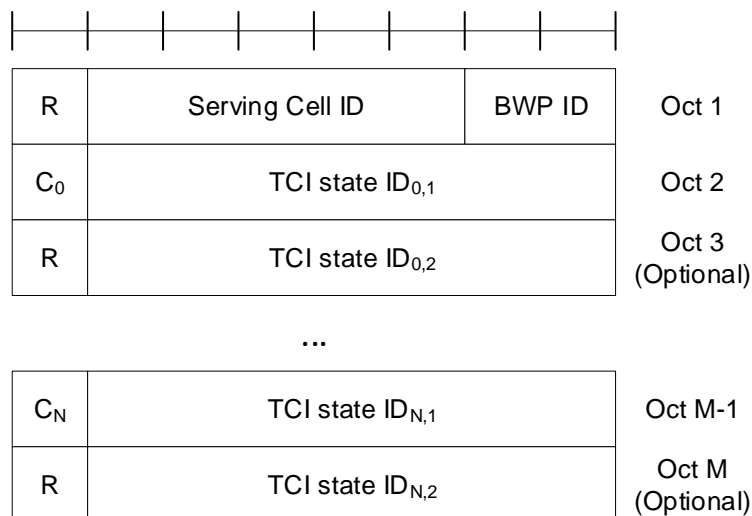 R Serving Cell ID BWP ID Oct 1
C0 TCI state ID0,1 Oct 2
R TCI state ID0,2 Oct 3
(Optional)
...
CN TCI state IDN,1 Oct M-1
R TCI state IDN,2 Oct M
(Optional)